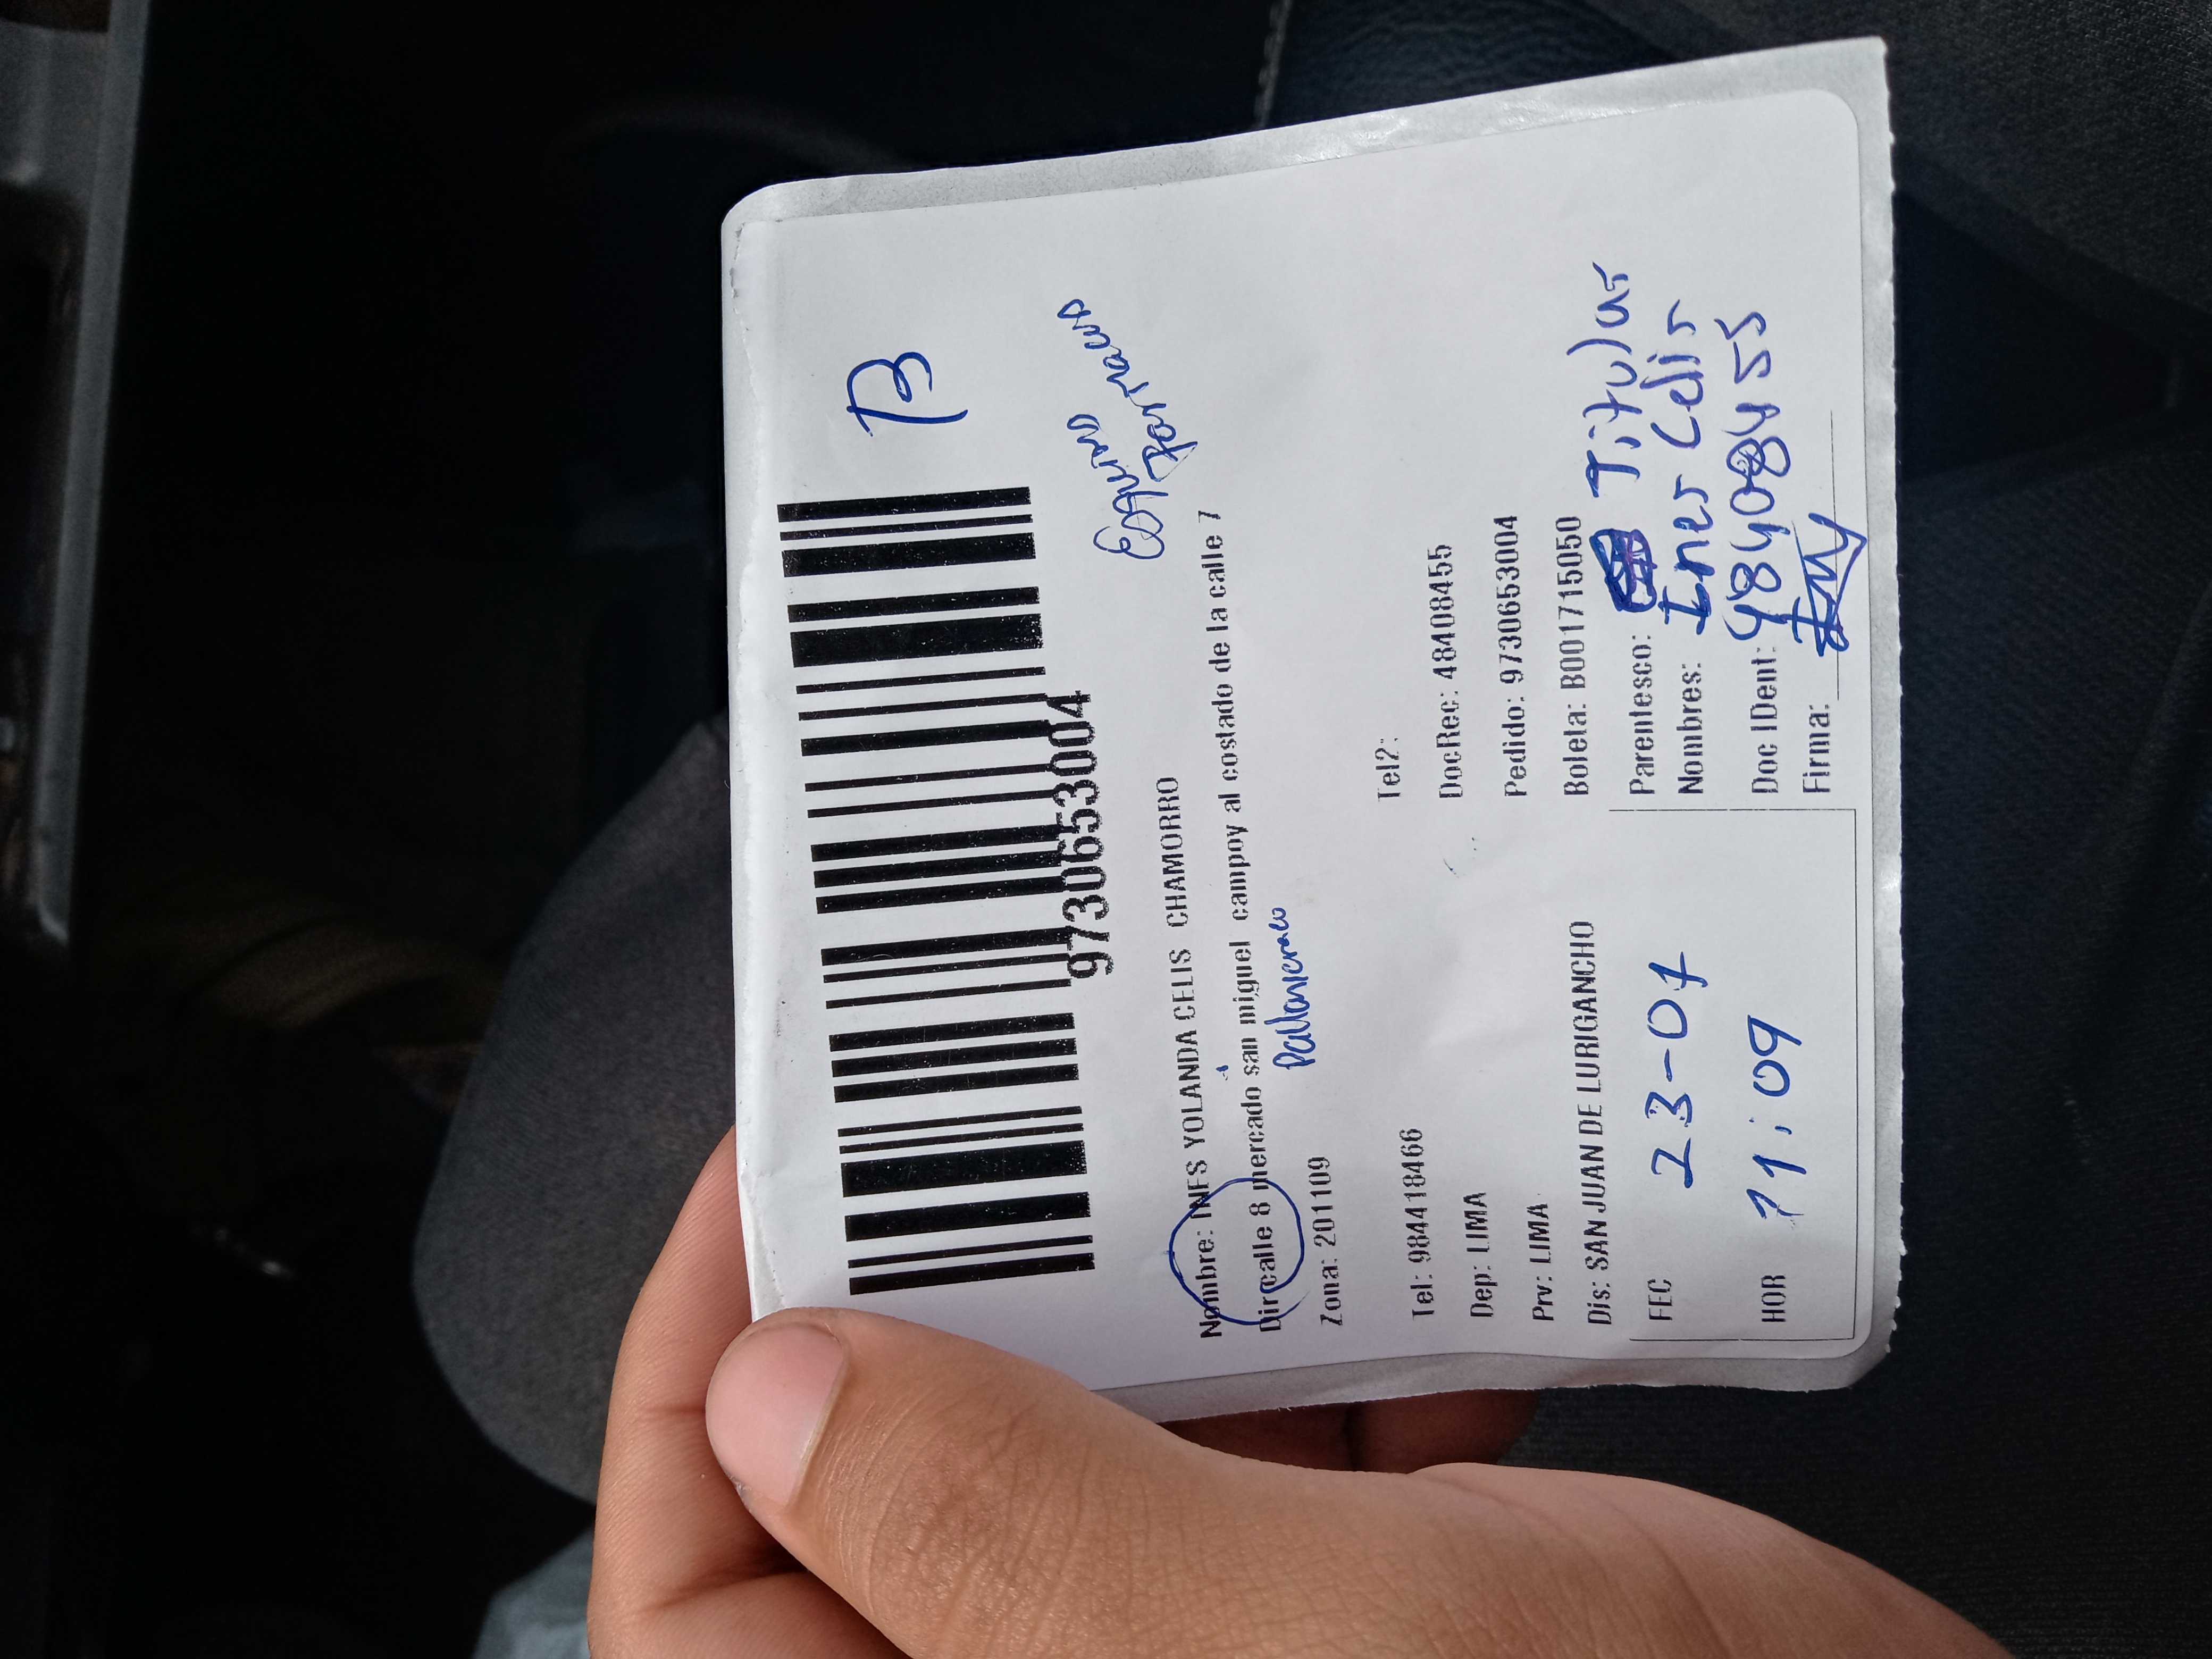 B
9730653004
Esquina
Farmacia
Nombre: INES YOLANDA CELIS CHAMORRO
Dir:calle 8 mercado san miguel campoy al costado de la calle 7
Zona: 201109
Tel: 984418466 Tel2:
Dep: LIMA DocRec: 48408455
Prv: LIMA Pedido: 9730653004
Dis: SAN JUAN DE LURIGANCHO Boleta: B001715050
FEC 23-07 Parentesco: Titular
Nombres: Ines Celis
HOR 11:09 Doc IDent: 48408455
Firma: